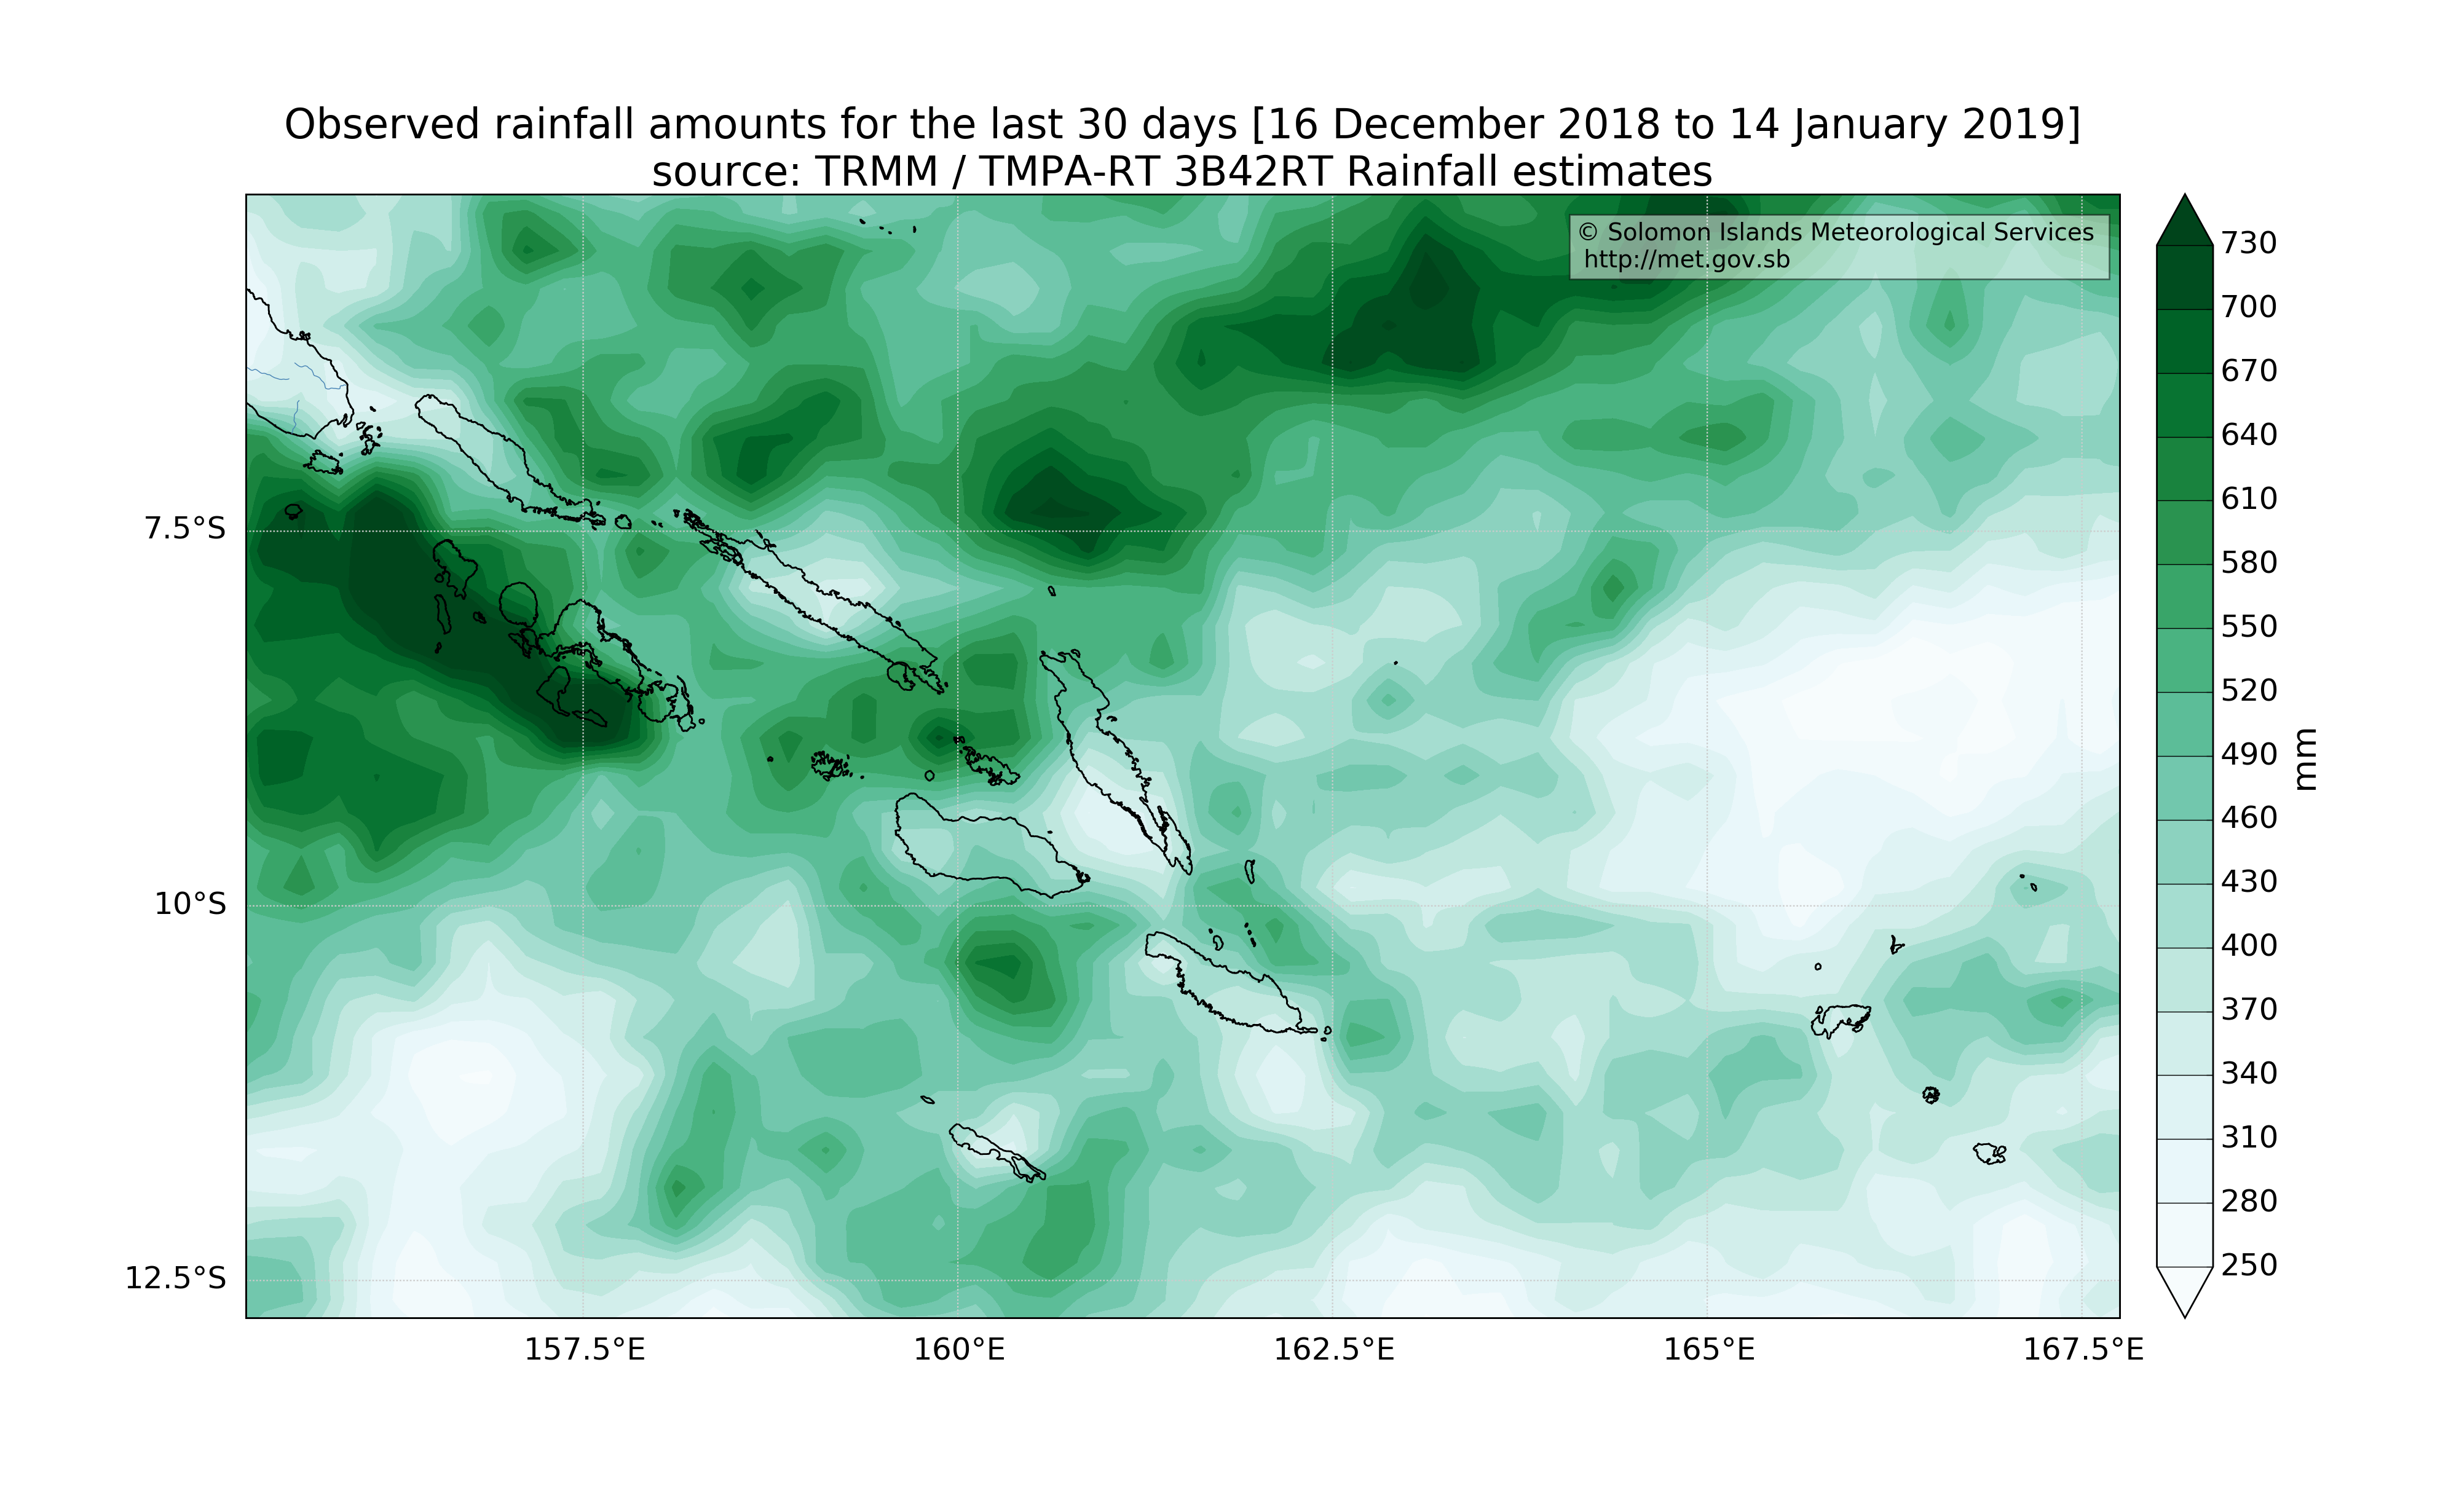 Observed rainfall amounts for the last 30 days [16 December 2018 to 14 January 2019]
source: TRMM / TMPA-RT 3B42RT Rainfall estimates
© Solomon Islands Meteorological Services
http://met.gov.sb
7.5°S
10°S
12.5°S
157.5°E
160°E
162.5°E
165°E
167.5°E
730
700
670
640
610
580
550
520
490
460
430
400
370
340
310
280
250
mm